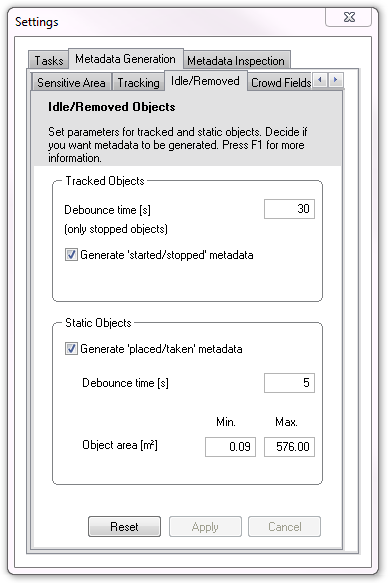 Settings
Tasks Metadata Generation Metadata Inspection
Sensitive Area Tracking Idle/Removed Crowd Fields
Idle/Removed Objects
Set parameters for tracked and static objects. Decide if
you want metadata to be generated. Press F1 for more
information.
Tracked Objects
Debounce time [s] 30
(only stopped objects)
Generate 'started/stopped' metadata
Static Objects
Generate 'placed/taken' metadata
Debounce time [s] 5
Min. Max.
Object area [m²] 0.09 576.00
Reset Apply Cancel